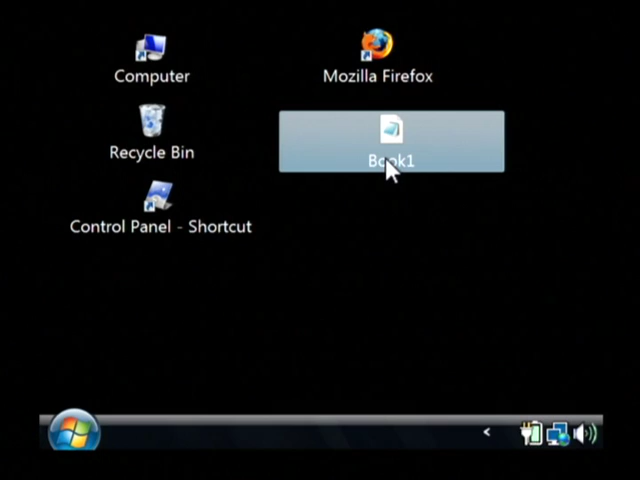 Computer
Mozilla Firefox
Recycle Bin
Book1
Control Panel - Shortcut